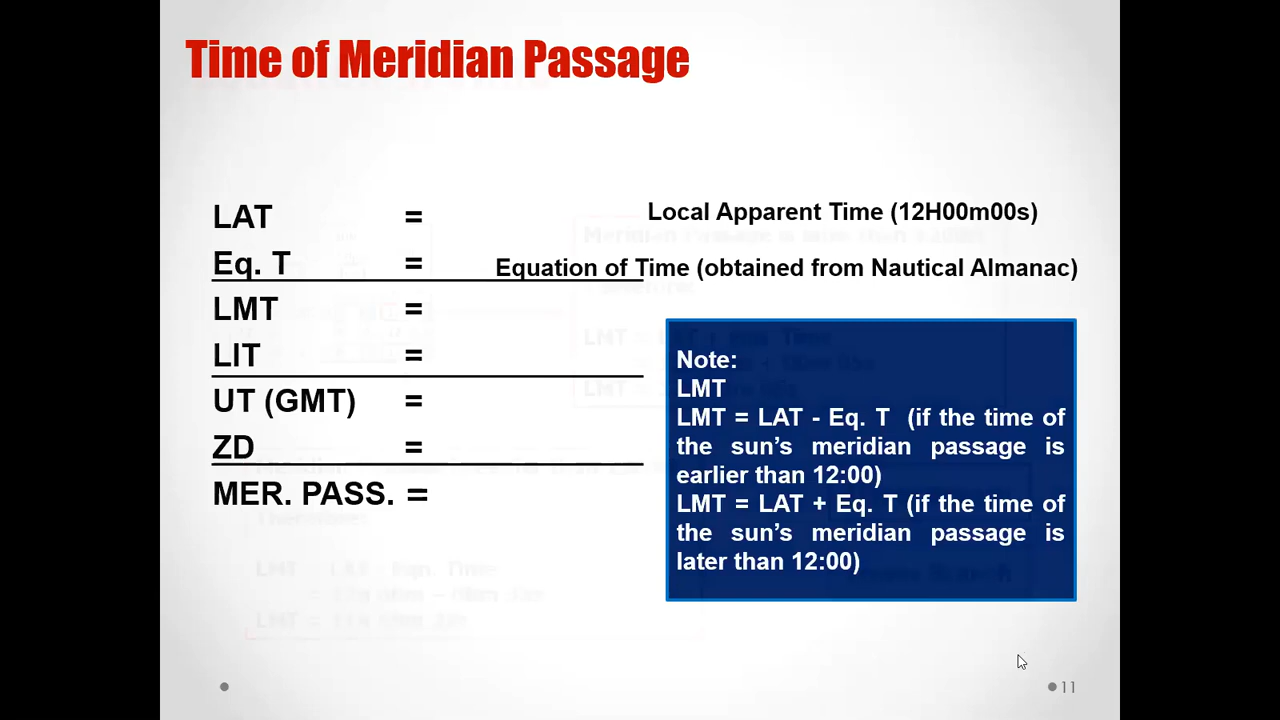 Time of Meridian Passage
LAT = Local Apparent Time (12H00m00s)
Eq. T = Equation of Time (obtained from Nautical Almanac)
LMT =
LIT =
UT (GMT) =
ZD =
MER. PASS. =
Note:
LMT
LMT = LAT - Eq. T (if the time of
the sun's meridian passage is
earlier than 12:00)
LMT = LAT + Eq. T (if the time of
the sun's meridian passage is
later than 12:00)
11